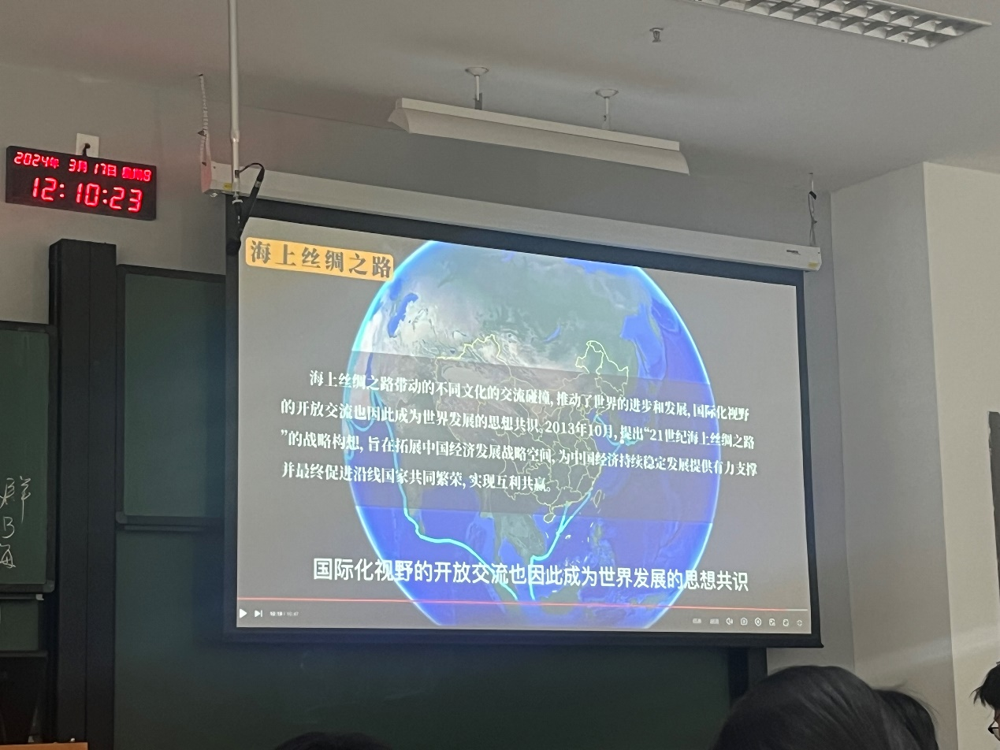 2024年 3月 17日 星期日
12:10:23
海上丝绸之路
海上丝绸之路带动的不同文化的交流碰撞,推动了世界的进步和发展,国际化视野
的开放交流也因此成为世界发展的思想共识。2013年10月,提出“21世纪海上丝绸之路
”的战略构想,旨在拓展中国经济发展战略空间,为中国经济持续稳定发展提供有力支撑
并最终促进沿线国家共同繁荣,实现互利共赢。
国际化视野的开放交流也因此成为世界发展的思想共识
10:19 / 10:47
群
B
海